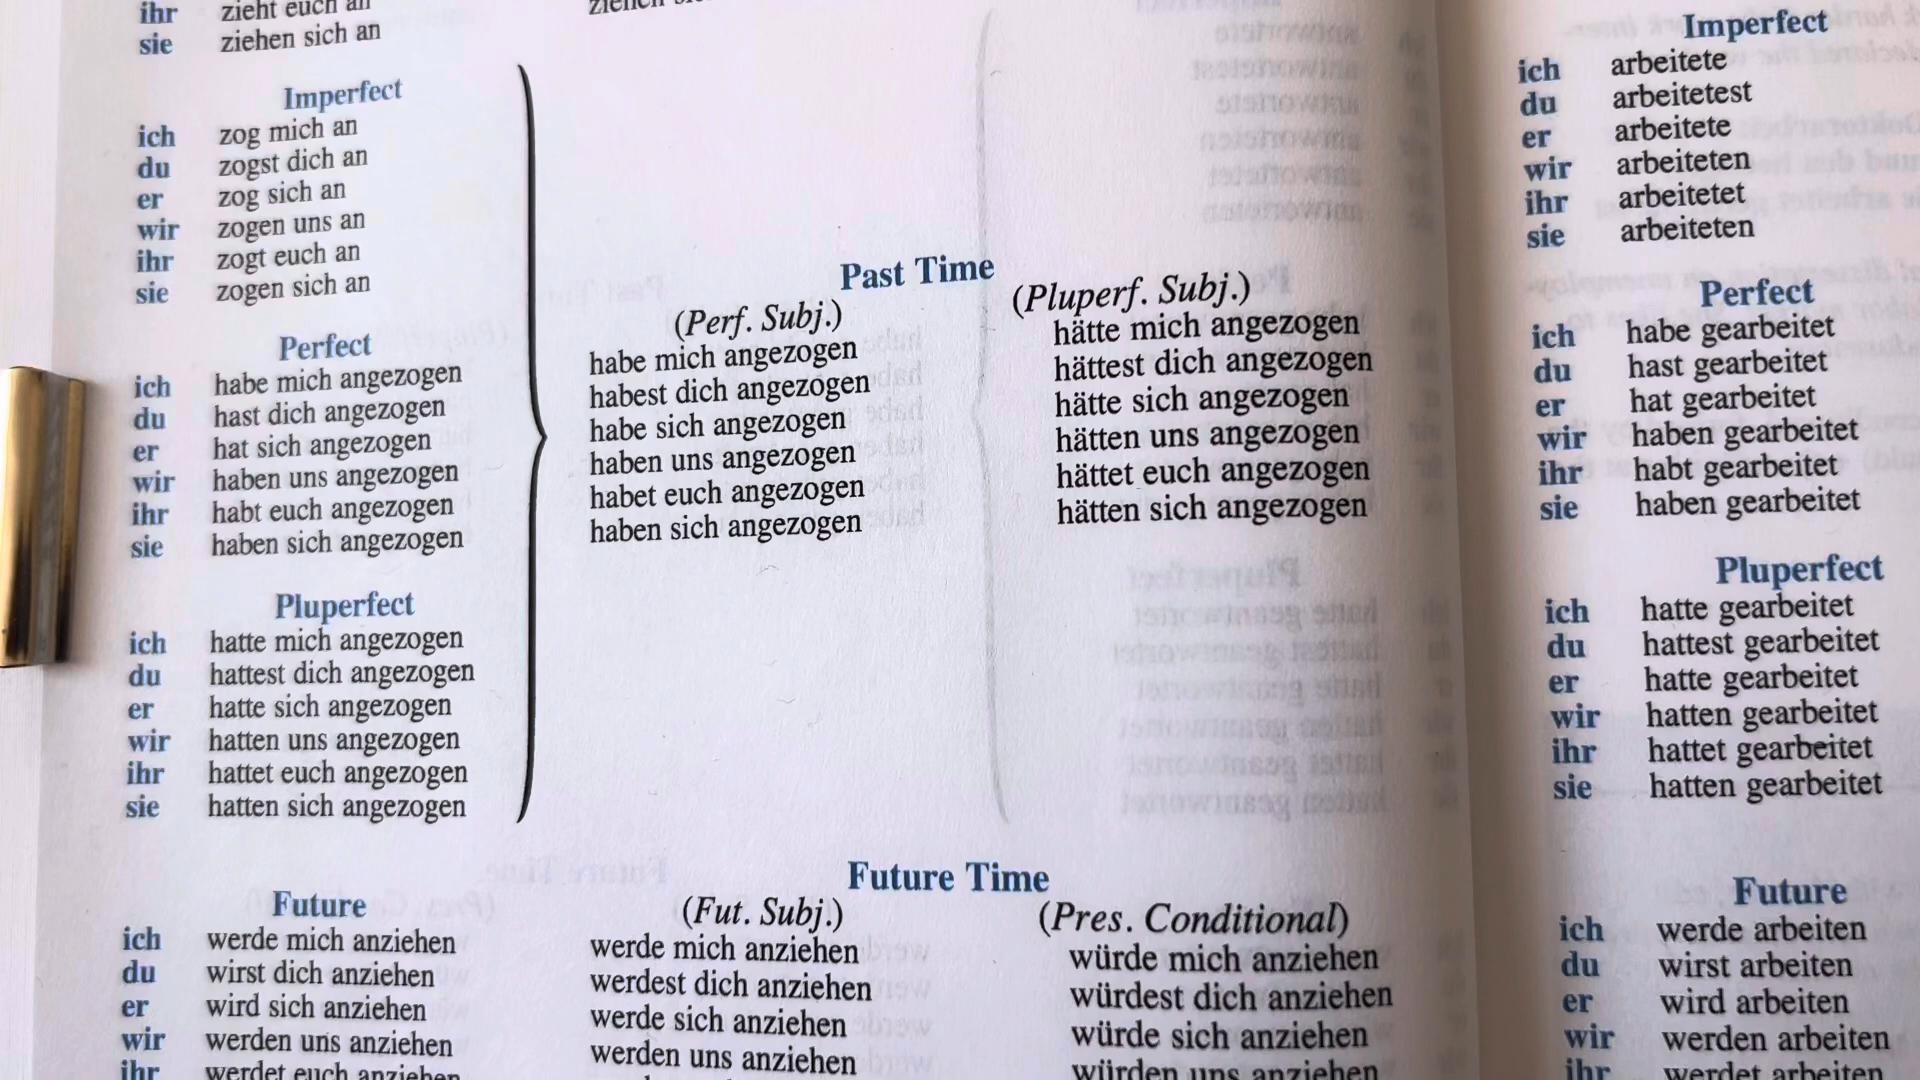 ihr zieht euch an
sie ziehen sich an
Imperfect
ich zog mich an
du zogst dich an
er zog sich an
wir zogen uns an
ihr zogt euch an
sie zogen sich an
Perfect
ich habe mich angezogen
du hast dich angezogen
er hat sich angezogen
wir haben uns angezogen
ihr habt euch angezogen
sie haben sich angezogen
Pluperfect
ich hatte mich angezogen
du hattest dich angezogen
er hatte sich angezogen
wir hatten uns angezogen
ihr hattet euch angezogen
sie hatten sich angezogen
Future
ich werde mich anziehen
du wirst dich anziehen
er wird sich anziehen
wir werden uns anziehen
ihr werdet euch anziehen
ziehen
Past Time
(Perf. Subj.)
habe mich angezogen
habest dich angezogen
habe sich angezogen
haben uns angezogen
habet euch angezogen
haben sich angezogen
(Pluperf. Subj.)
hätte mich angezogen
hättest dich angezogen
hätte sich angezogen
hätten uns angezogen
hättet euch angezogen
hätten sich angezogen
Future Time
(Fut. Subj.)
werde mich anziehen
werdest dich anziehen
werde sich anziehen
werden uns anziehen
(Pres. Conditional)
würde mich anziehen
würdest dich anziehen
würde sich anziehen
würden uns anziehen
Imperfect
ich arbeitete
du arbeitetest
er arbeitete
wir arbeiteten
ihr arbeitetet
sie arbeiteten
Perfect
ich habe gearbeitet
du hast gearbeitet
er hat gearbeitet
wir haben gearbeitet
ihr habt gearbeitet
sie haben gearbeitet
Pluperfect
ich hatte gearbeitet
du hattest gearbeitet
er hatte gearbeitet
wir hatten gearbeitet
ihr hattet gearbeitet
sie hatten gearbeitet
Future
ich werde arbeiten
du wirst arbeiten
er wird arbeiten
wir werden arbeiten
ihr werdet arbeiten